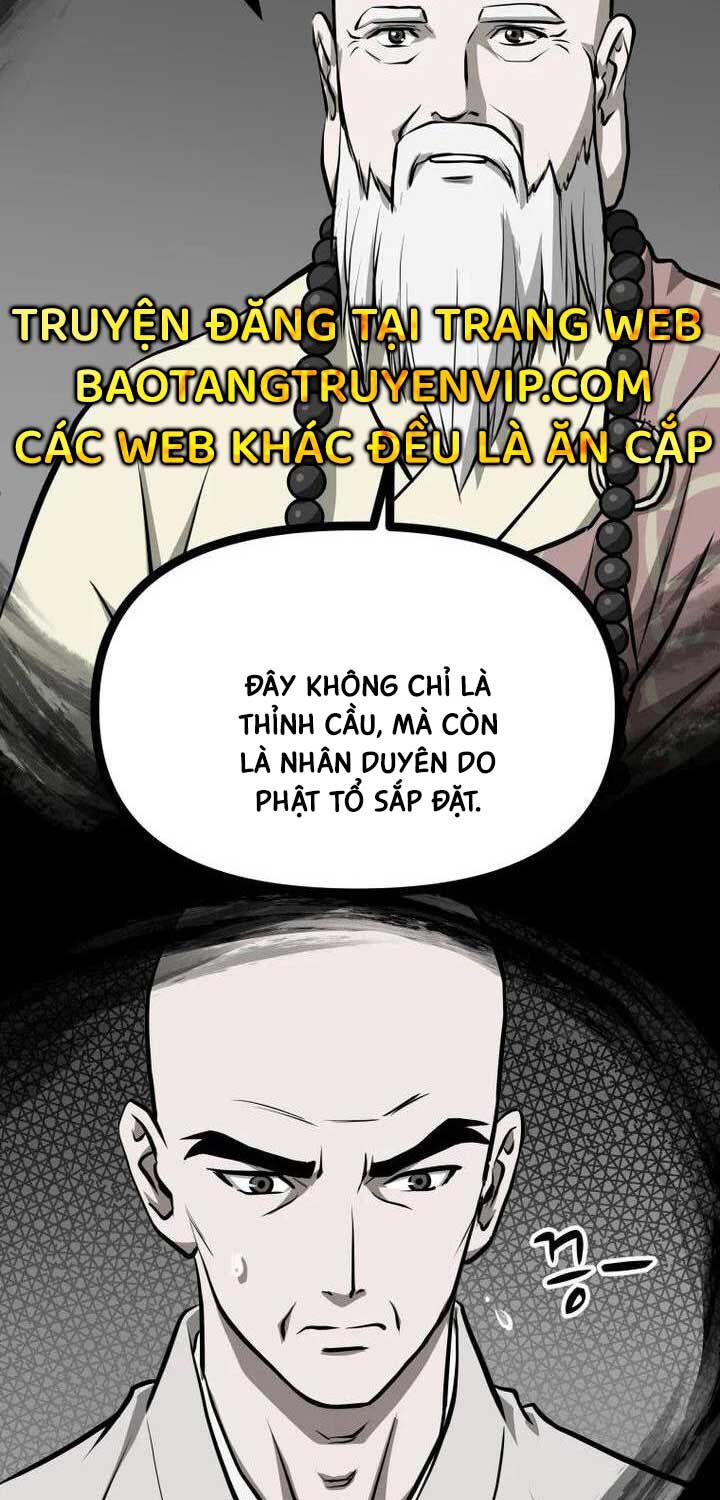 TRUYỆN ĐĂNG TẠI TRANG WEB
BAOTANGTRUYENVIP.COM
CÁC WEB KHÁC ĐỀU LÀ ĂN CẮP
ĐÂY KHÔNG CHỈ LÀ
THỈNH CẦU, MÀ CÒN
LÀ NHÂN DUYÊN DO
PHẬT TỔ SẮP ĐẶT.
끙-